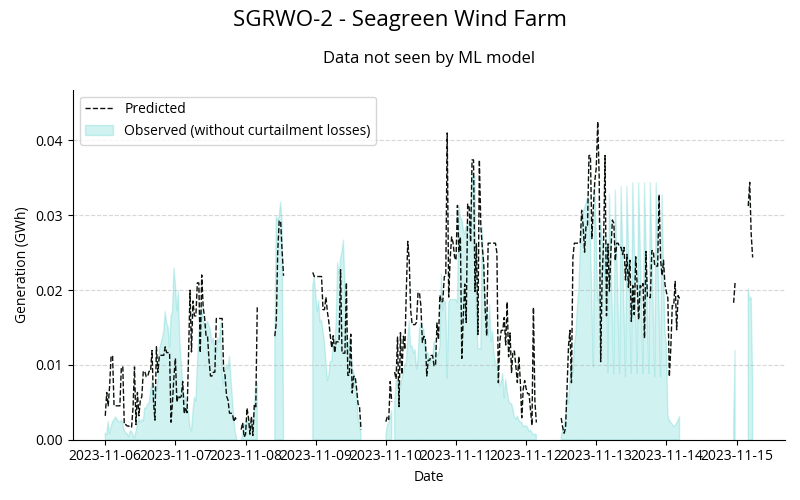 SGRWO-2 - Seagreen Wind Farm
Data not seen by ML model
Predicted
Observed (without curtailment losses)
0.04
0.03
0.02
0.01
0.00
Generation (GWh)
2023-11-06 2023-11-07 2023-11-08 2023-11-09 2023-11-10 2023-11-11 2023-11-12 2023-11-13 2023-11-14 2023-11-15
Date